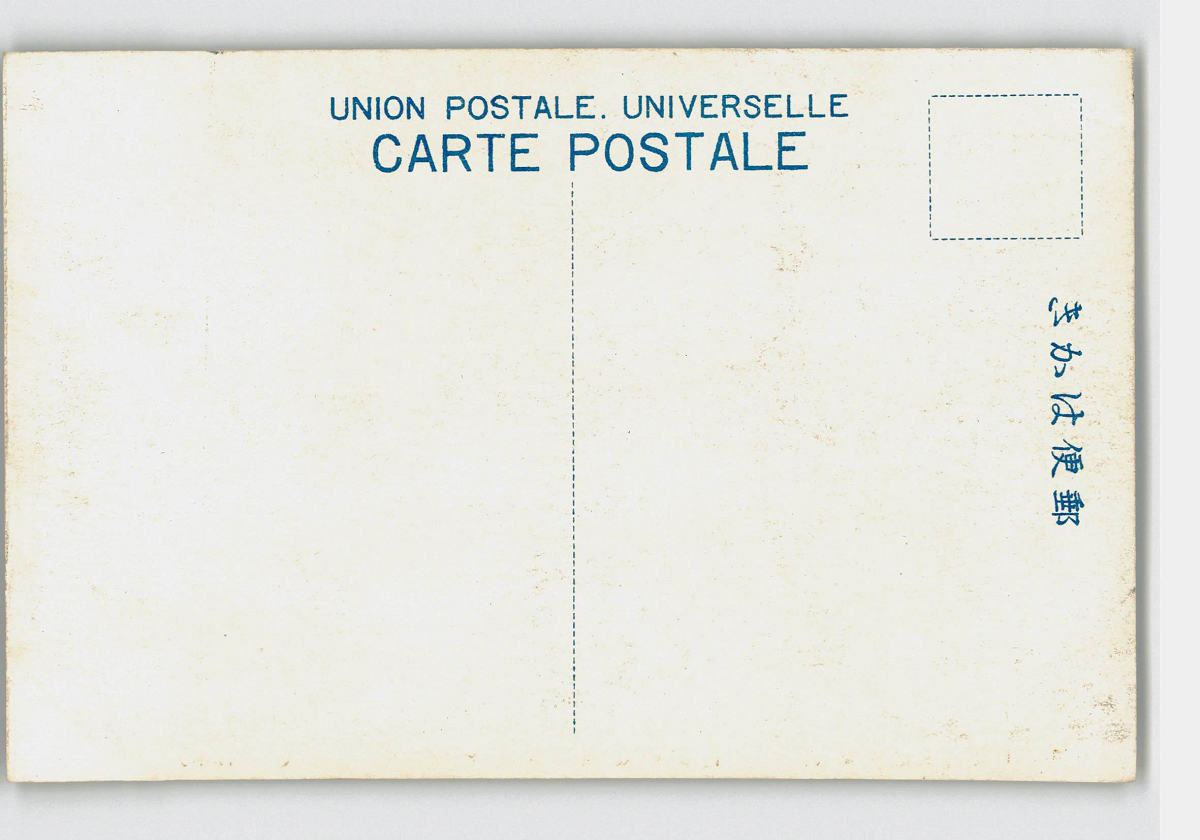 UNION POSTALE. UNIVERSELLE
CARTE POSTALE
郵便はかき